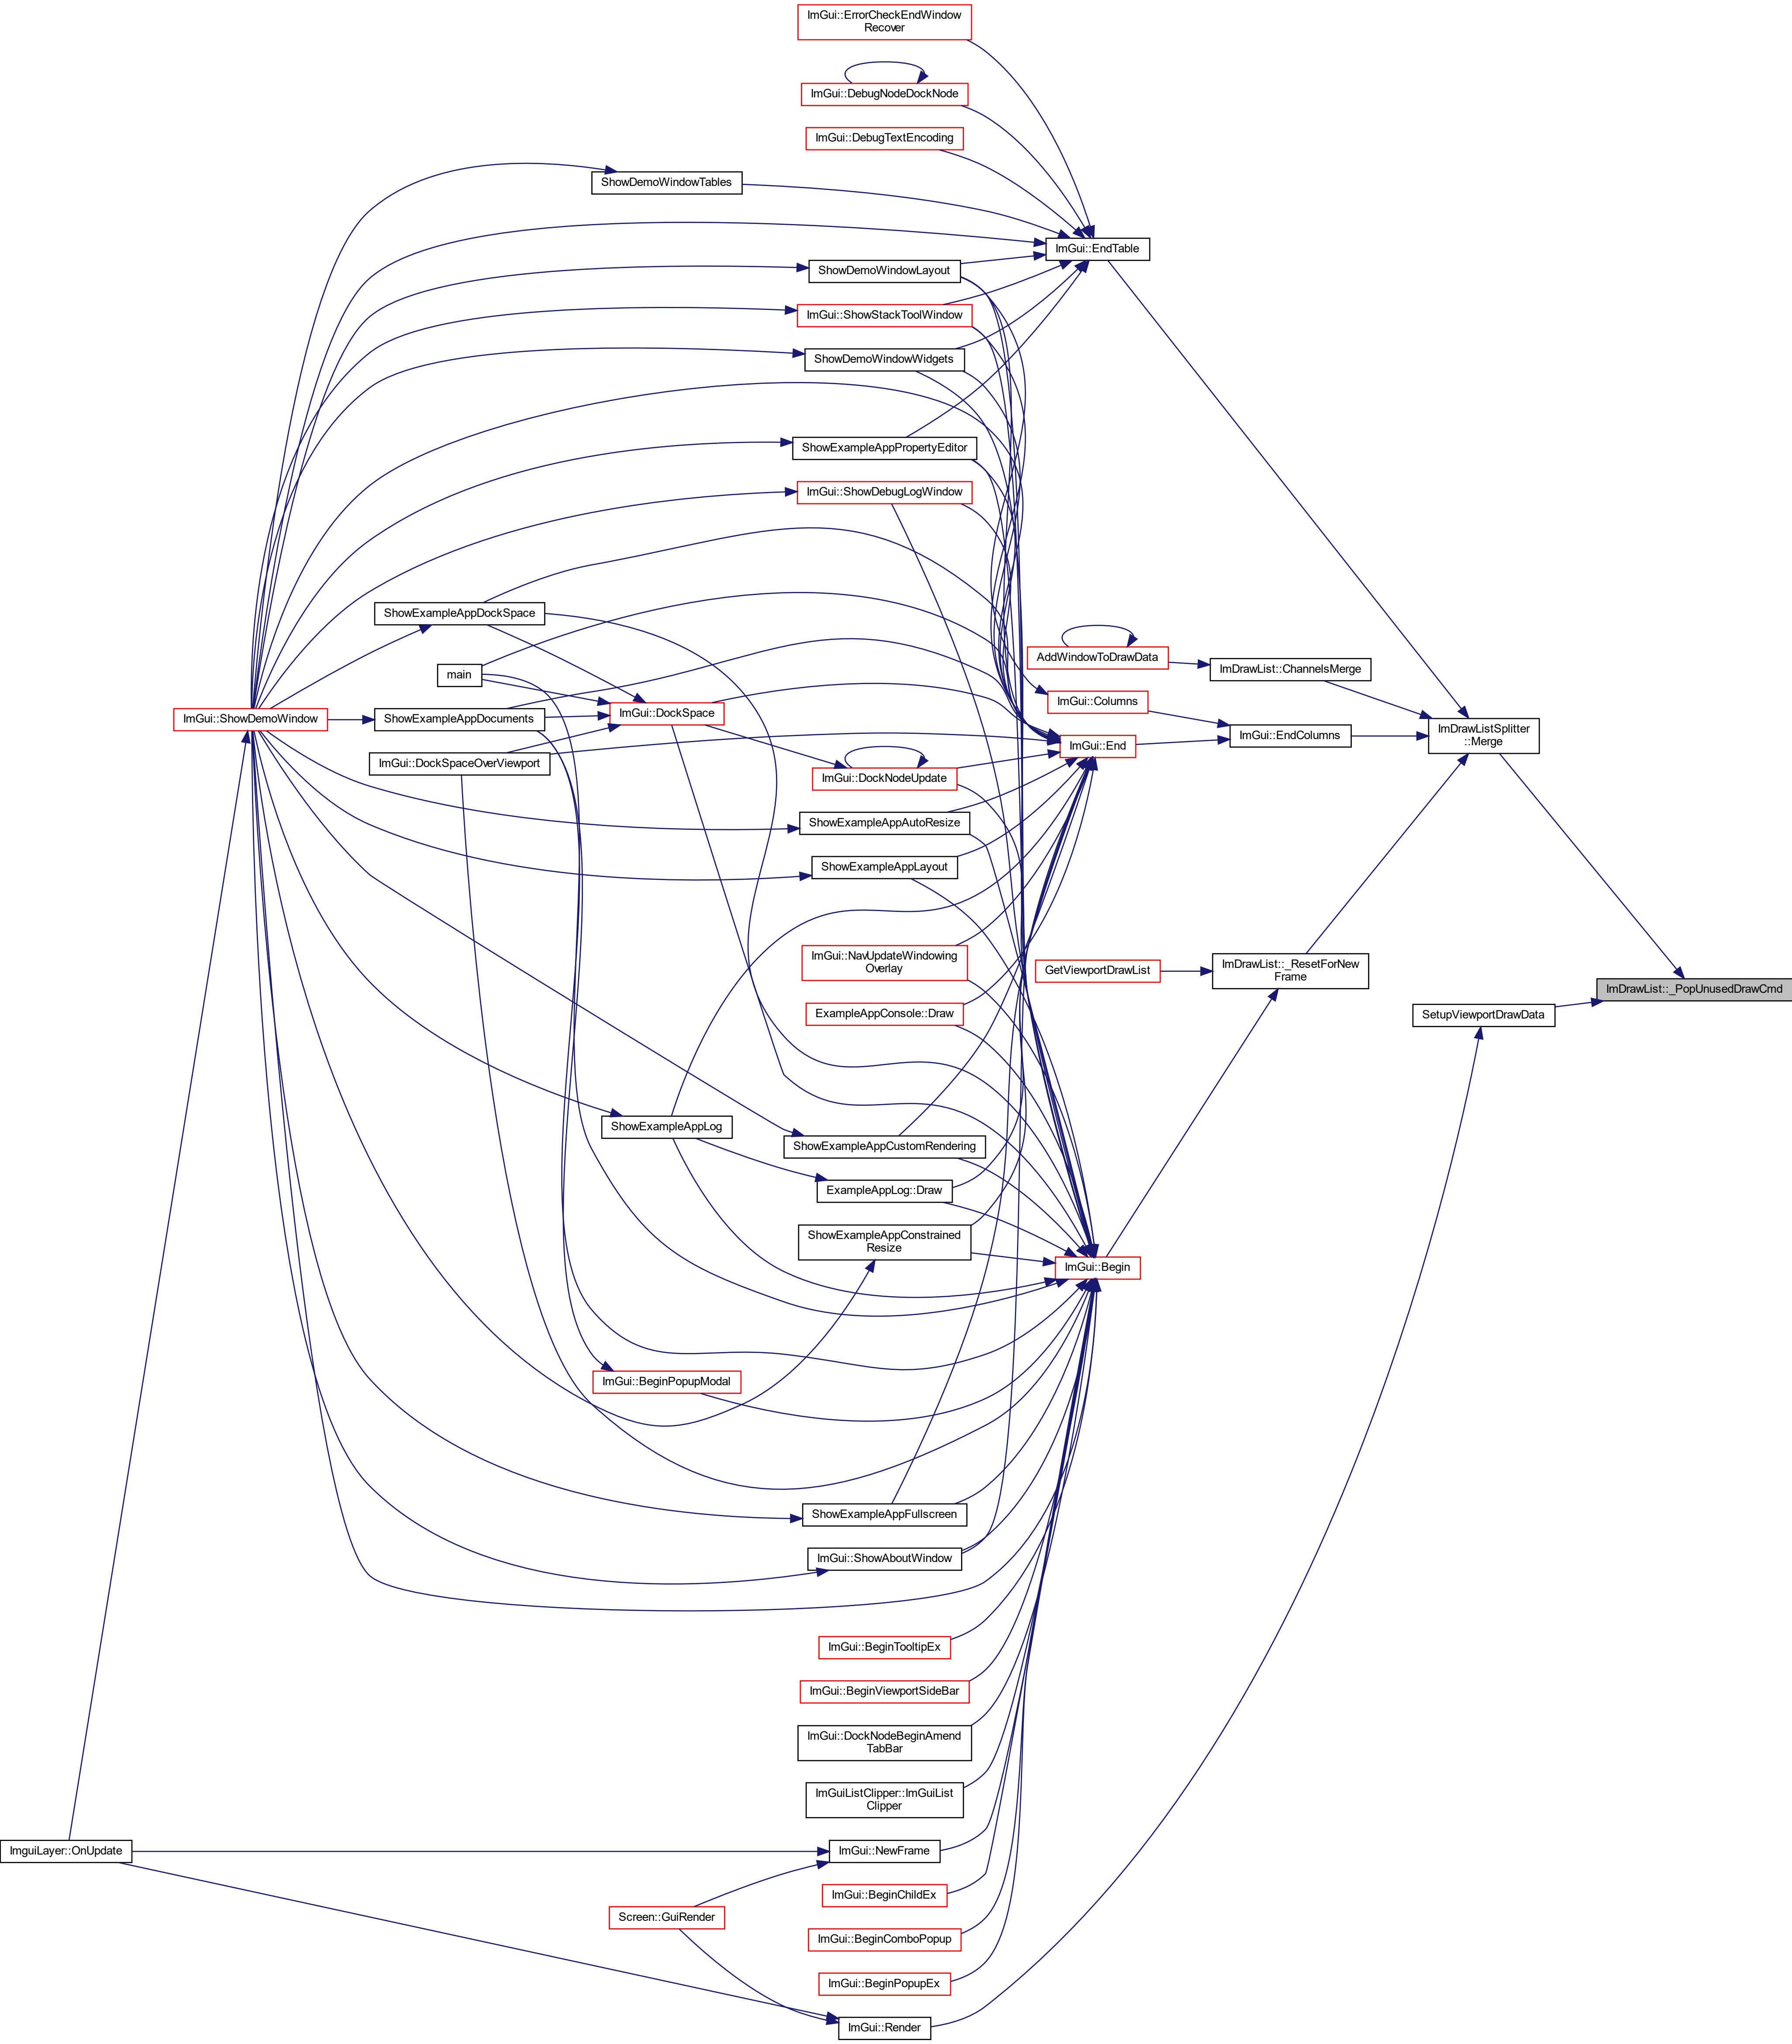 ImGui::ErrorCheckEndWindow
Recover
ImGui::DebugNodeDockNode
ImGui::DebugTextEncoding
ShowDemoWindowTables
ImGui::EndTable
ShowDemoWindowLayout
ImGui::ShowStackToolWindow
ShowDemoWindowWidgets
ShowExampleAppPropertyEditor
ImGui::ShowDebugLogWindow
ShowExampleAppDockSpace
AddWindowToDrawData
ImDrawList::ChannelsMerge
main
ImGui::Columns
ImGui::ShowDemoWindow
ShowExampleAppDocuments
ImGui::DockSpace
ImDrawListSplitter
::Merge
ImGui::EndColumns
ImGui::End
ImGui::DockSpaceOverViewport
ImGui::DockNodeUpdate
ShowExampleAppAutoResize
ShowExampleAppLayout
ImGui::NavUpdateWindowing
Overlay
GetViewportDrawList
ImDrawList::_ResetForNew
Frame
ImDrawList::_PopUnusedDrawCmd
ExampleAppConsole::Draw
SetupViewportDrawData
ShowExampleAppLog
ShowExampleAppCustomRendering
ExampleAppLog::Draw
ShowExampleAppConstrained
Resize
ImGui::Begin
ImGui::BeginPopupModal
ShowExampleAppFullscreen
ImGui::ShowAboutWindow
ImGui::BeginTooltipEx
ImGui::BeginViewportSideBar
ImGui::DockNodeBeginAmend
TabBar
ImGuiListClipper::ImGuiList
Clipper
ImguiLayer::OnUpdate
ImGui::NewFrame
ImGui::BeginChildEx
Screen::GuiRender
ImGui::BeginComboPopup
ImGui::BeginPopupEx
ImGui::Render